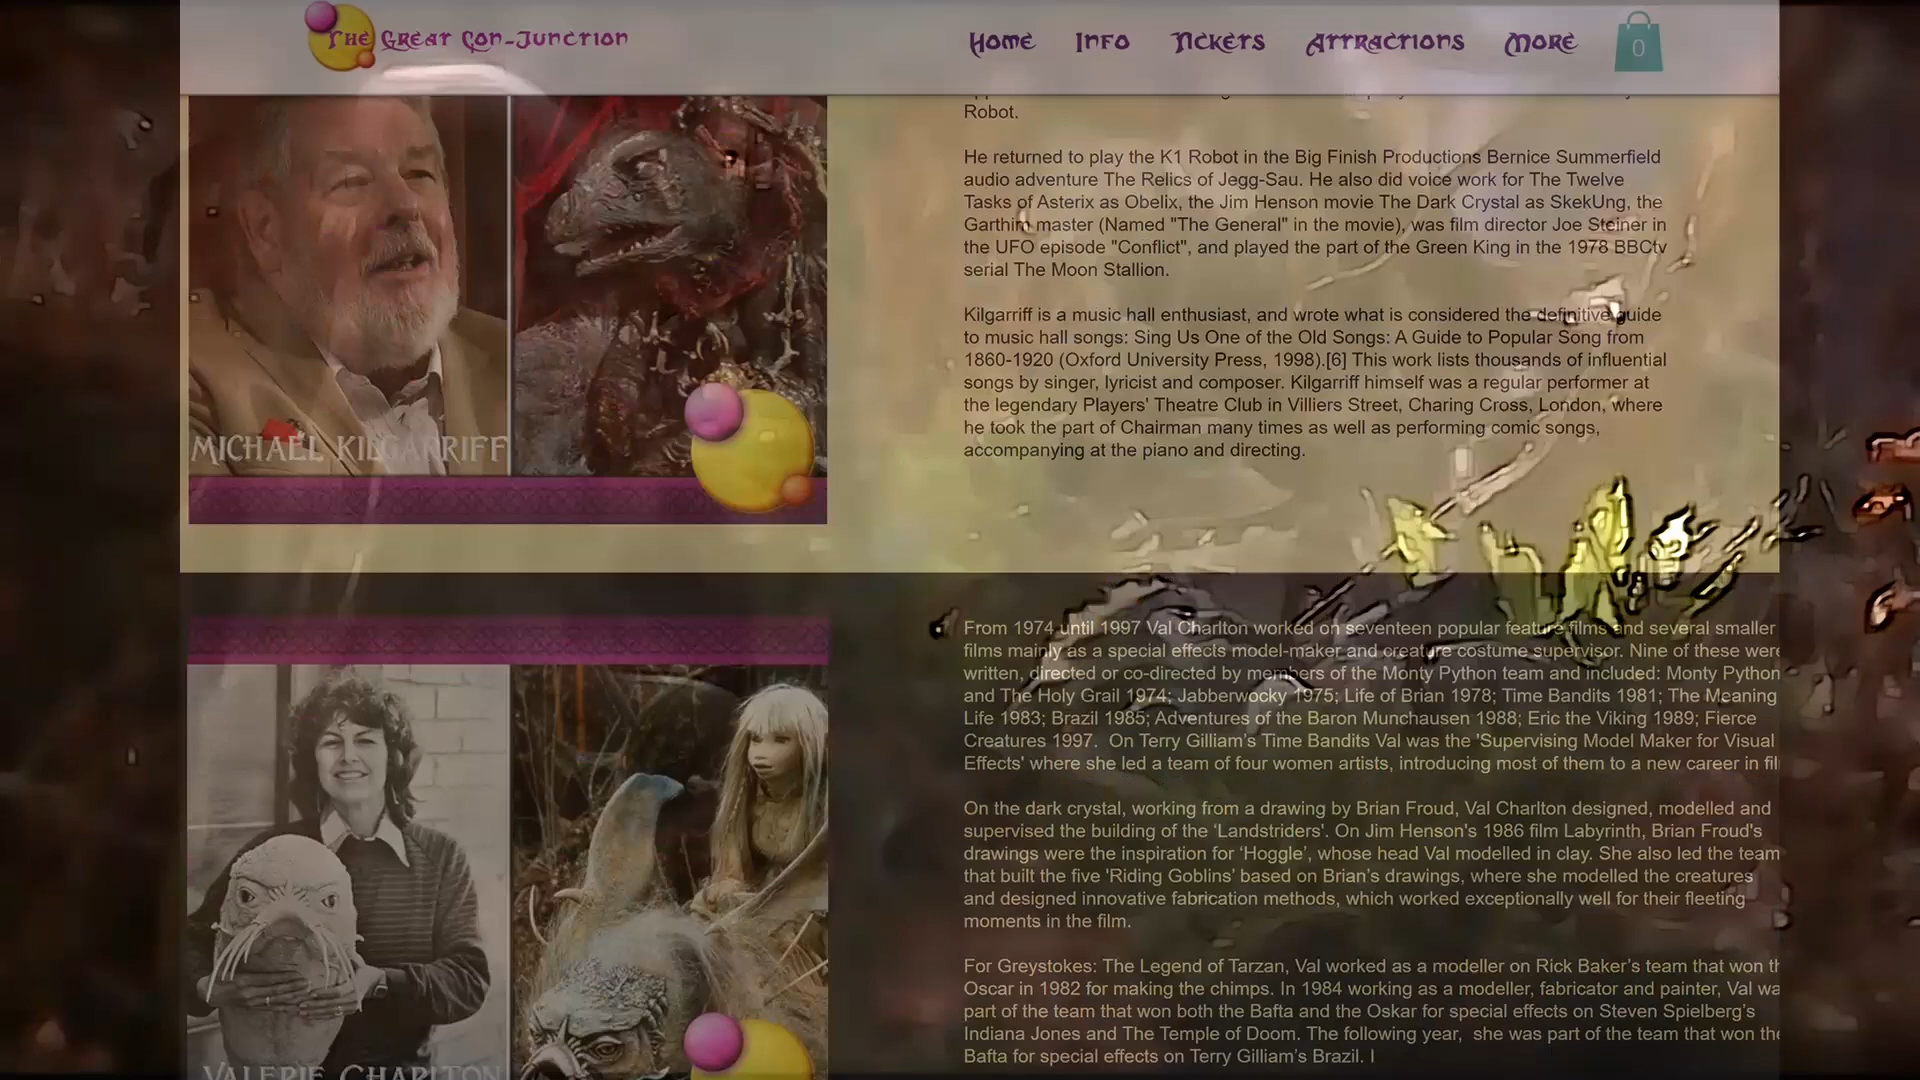 The Great Con-Junction
Home Info Tickets Attractions More 0
Robot.
He returned to play the K1 Robot in the Big Finish Productions Bernice Summerfield
audio adventure The Relics of Jegg-Sau. He also did voice work for The Twelve
Tasks of Asterix as Obelix, the Jim Henson movie The Dark Crystal as SkekUng, the
Garthim master (Named "The General" in the movie), was film director Joe Steiner in
the UFO episode "Conflict", and played the part of the Green King in the 1978 BBCtv
serial The Moon Stallion.
Kilgarriff is a music hall enthusiast, and wrote what is considered the definitive guide
to music hall songs: Sing Us One of the Old Songs: A Guide to Popular Song from
1860-1920 (Oxford University Press, 1998).[6] This work lists thousands of influential
songs by singer, lyricist and composer. Kilgarriff himself was a regular performer at
the legendary Players' Theatre Club in Villiers Street, Charing Cross, London, where
he took the part of Chairman many times as well as performing comic songs,
accompanying at the piano and directing.
MICHAEL KILGARRIFF
From 1974 until 1997 Val Charlton worked on seventeen popular feature films and several smaller
films mainly as a special effects model-maker and creature costume supervisor. Nine of these were
written, directed or co-directed by members of the Monty Python team and included: Monty Python
and The Holy Grail 1974; Jabberwocky 1975; Life of Brian 1978; Time Bandits 1981; The Meaning
Life 1983; Brazil 1985; Adventures of the Baron Munchausen 1988; Eric the Viking 1989; Fierce
Creatures 1997. On Terry Gilliam's Time Bandits Val was the 'Supervising Model Maker for Visual
Effects' where she led a team of four women artists, introducing most of them to a new career in
On the dark crystal, working from a drawing by Brian Froud, Val Charlton designed, modelled and
supervised the building of the 'Landstriders'. On Jim Henson's 1986 film Labyrinth, Brian Froud's
drawings were the inspiration for 'Hoggle', whose head Val modelled in clay. She also led the team
that built the five 'Riding Goblins' based on Brian's drawings, where she modelled the creatures
and designed innovative fabrication methods, which worked exceptionally well for their fleeting
moments in the film.
For Greystokes: The Legend of Tarzan, Val worked as a modeller on Rick Baker's team that won
Oscar in 1982 for making the chimps. In 1984 working as a modeller, fabricator and painter, Val
part of the team that won both the Bafta and the Oskar for special effects on Steven Spielberg's
Indiana Jones and The Temple of Doom. The following year, she was part of the team that won the
Bafta for special effects on Terry Gilliam's Brazil. I
VALERIE CHARLTON